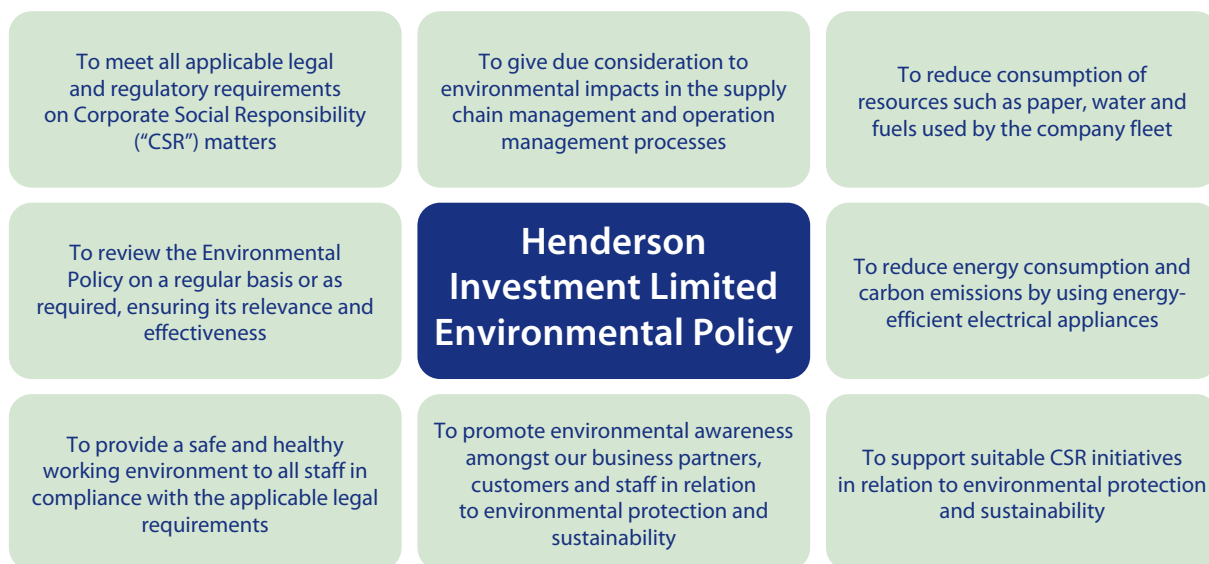 To meet all applicable legal
and regulatory requirements
on Corporate Social Responsibility
(“CSR”) matters
To give due consideration to
environmental impacts in the supply
chain management and operation
management processes
To reduce consumption of
resources such as paper, water and
fuels used by the company fleet
To review the Environmental
Policy on a regular basis or as
required, ensuring its relevance and
effectiveness
Henderson
Investment Limited
Environmental Policy
To reduce energy consumption and
carbon emissions by using energy-
efficient electrical appliances
To provide a safe and healthy
working environment to all staff in
compliance with the applicable legal
requirements
To promote environmental awareness
amongst our business partners,
customers and staff in relation
to environmental protection and
sustainability
To support suitable CSR initiatives
in relation to environmental protection
and sustainability